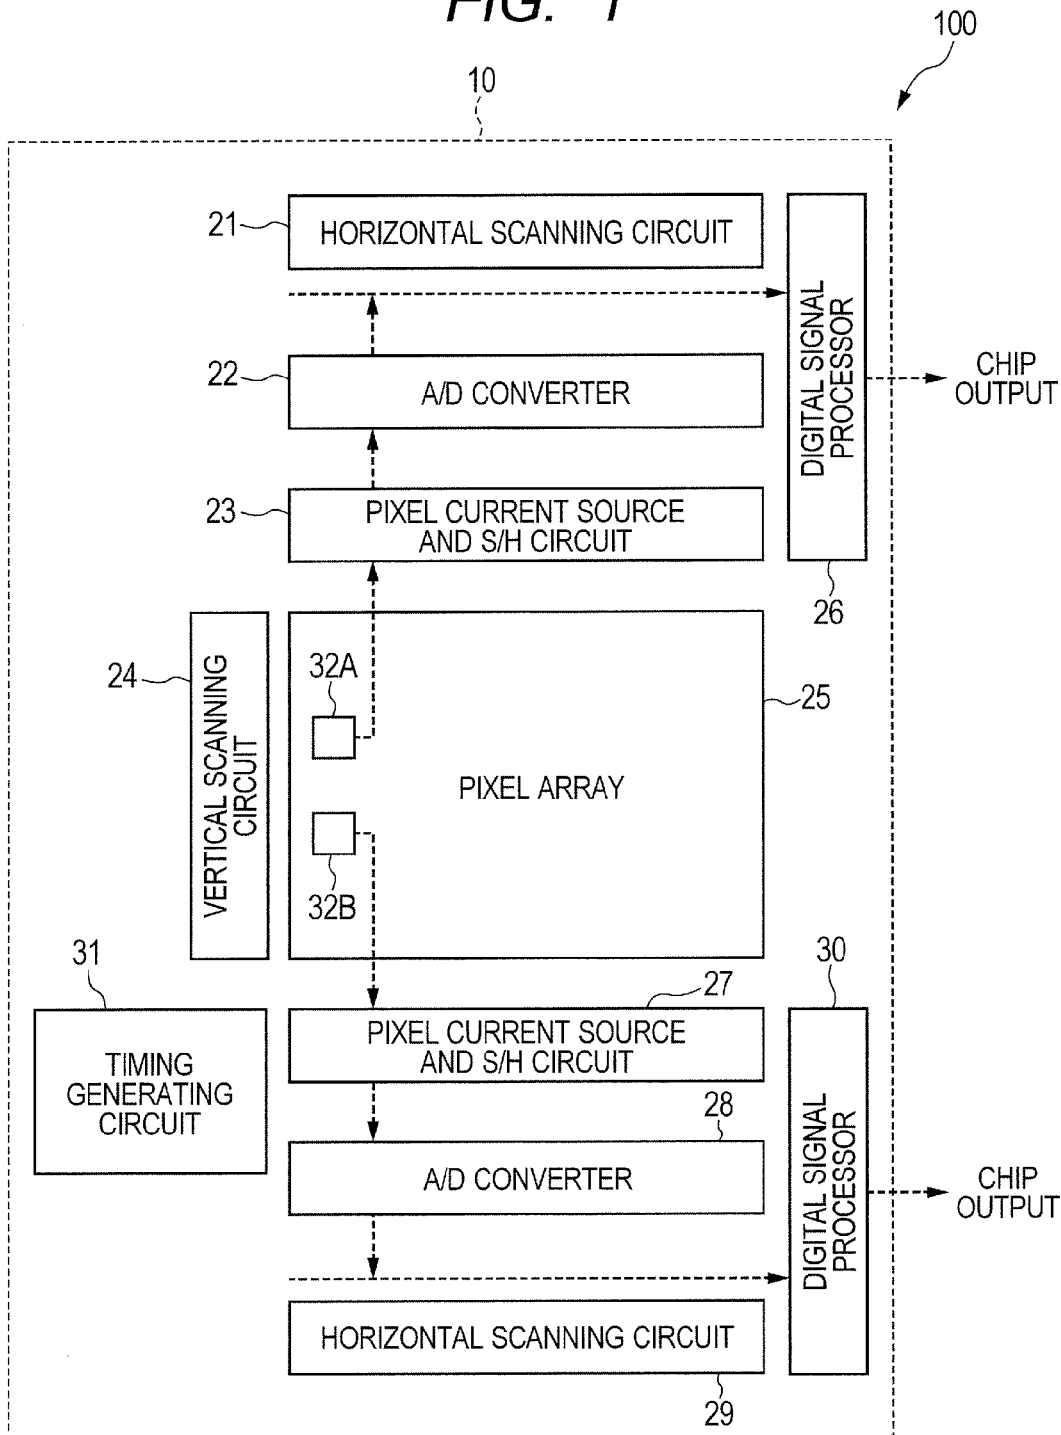 FIG. 1
100
10
21
HORIZONTAL SCANNING CIRCUIT
22
A/D CONVERTER
23
PIXEL CURRENT SOURCE
AND S/H CIRCUIT
DIGITAL SIGNAL
PROCESSOR
26
CHIP
OUTPUT
24
VERTICAL SCANNING
CIRCUIT
32A
32B
PIXEL ARRAY
25
31
TIMING
GENERATING
CIRCUIT
27
PIXEL CURRENT SOURCE
AND S/H CIRCUIT
28
A/D CONVERTER
HORIZONTAL SCANNING CIRCUIT
29
30
DIGITAL SIGNAL
PROCESSOR
CHIP
OUTPUT